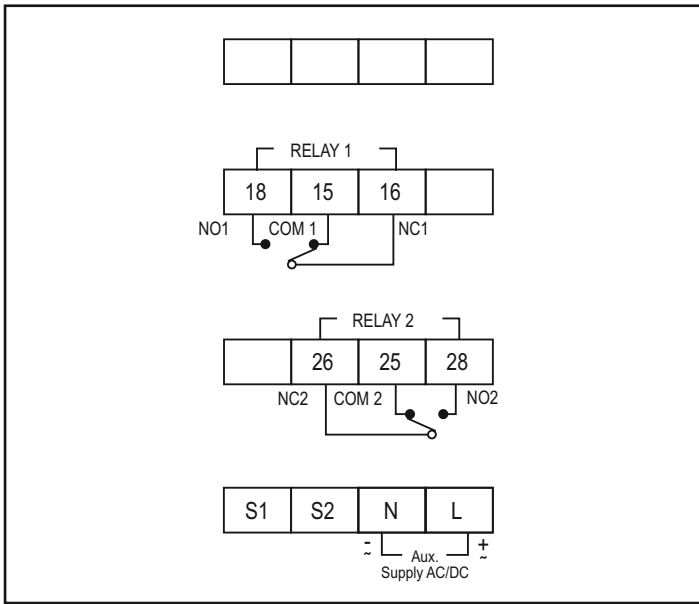 RELAY 1
18 15 16
NO1 COM 1 NC1
RELAY 2
26 25 28
NC2 COM 2 NO2
S1 S2 N L
- ~ Aux. + ~
Supply AC/DC